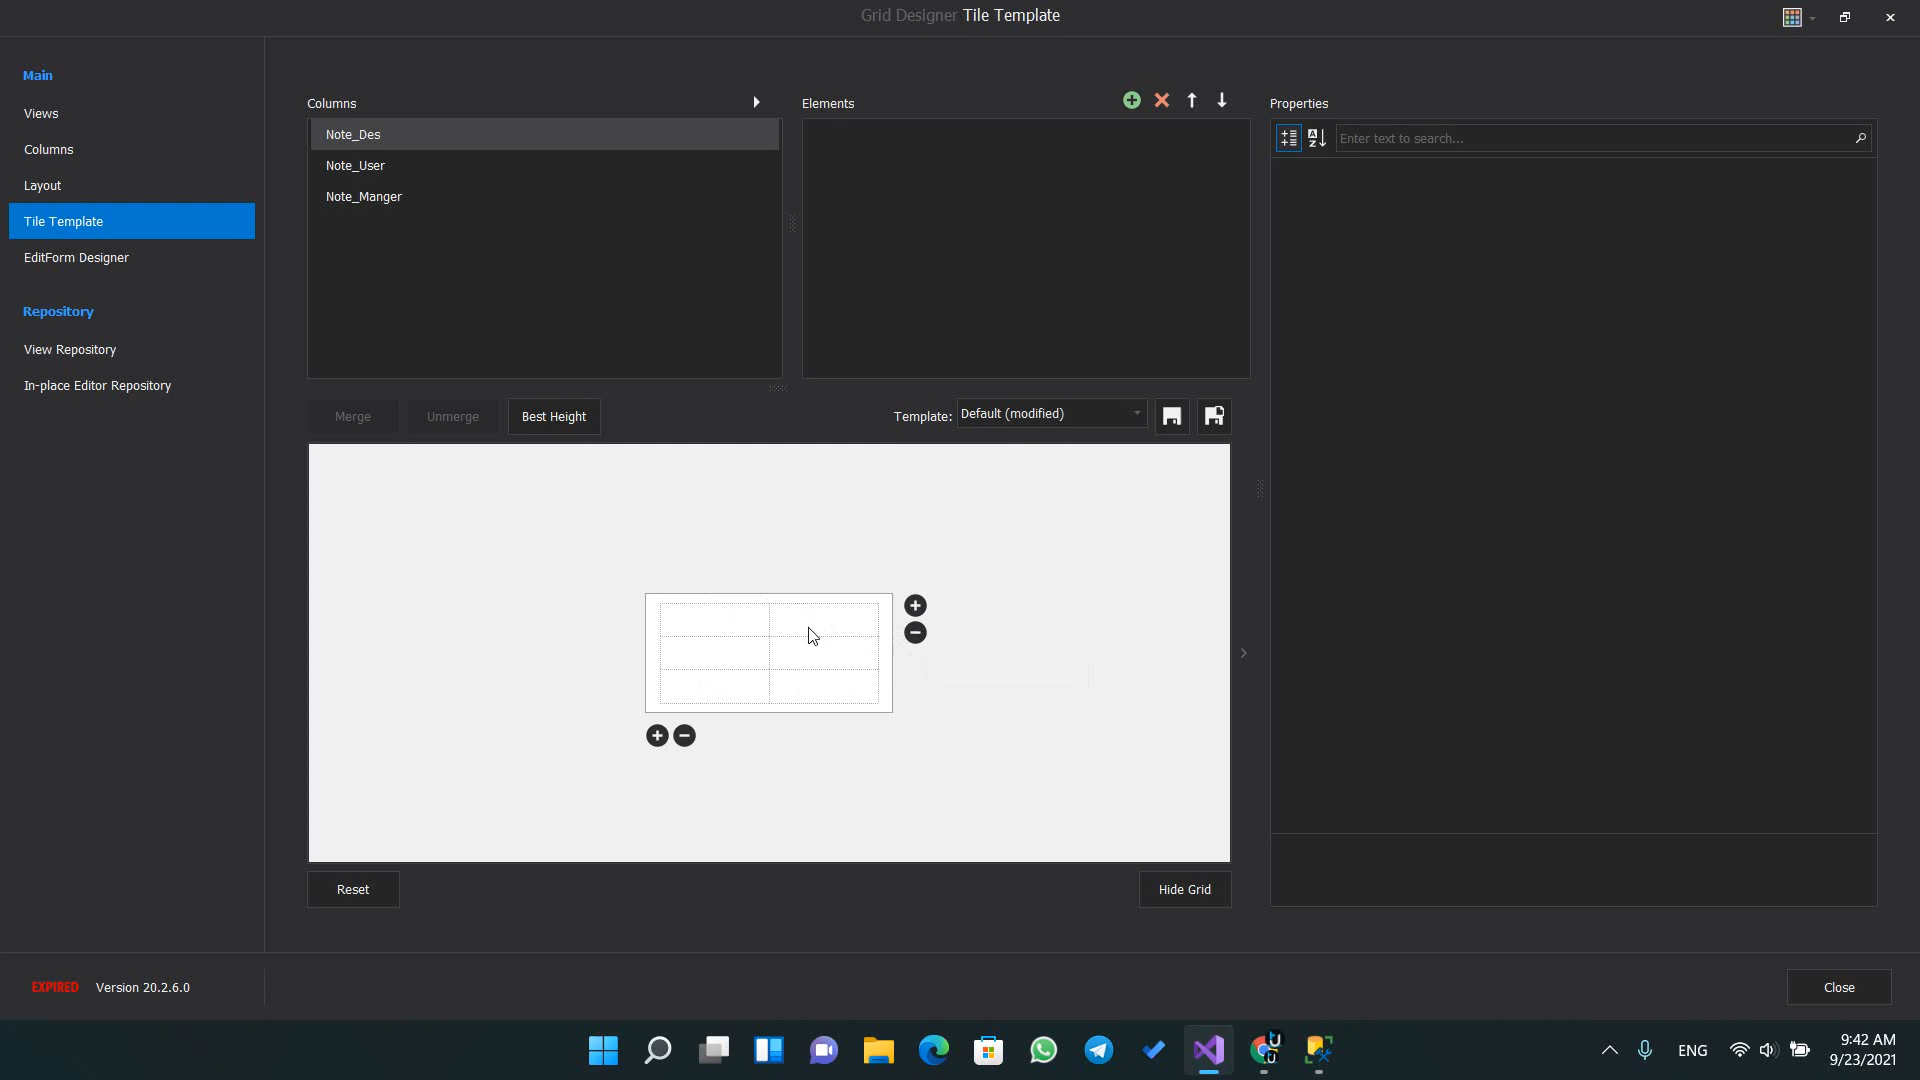 Grid Designer Tile Template
Main
Views
Columns
Layout
Tile Template
EditForm Designer
Repository
View Repository
In-place Editor Repository
Columns
Note_Des
Note_User
Note_Manger
Elements
Properties
A
Z
Enter text to search...
Merge
Unmerge
Best Height
Template:
Default (modified)
Reset
Hide Grid
EXPIRED
Version 20.2.6.0
Close
ENG
9:42 AM
9/23/2021